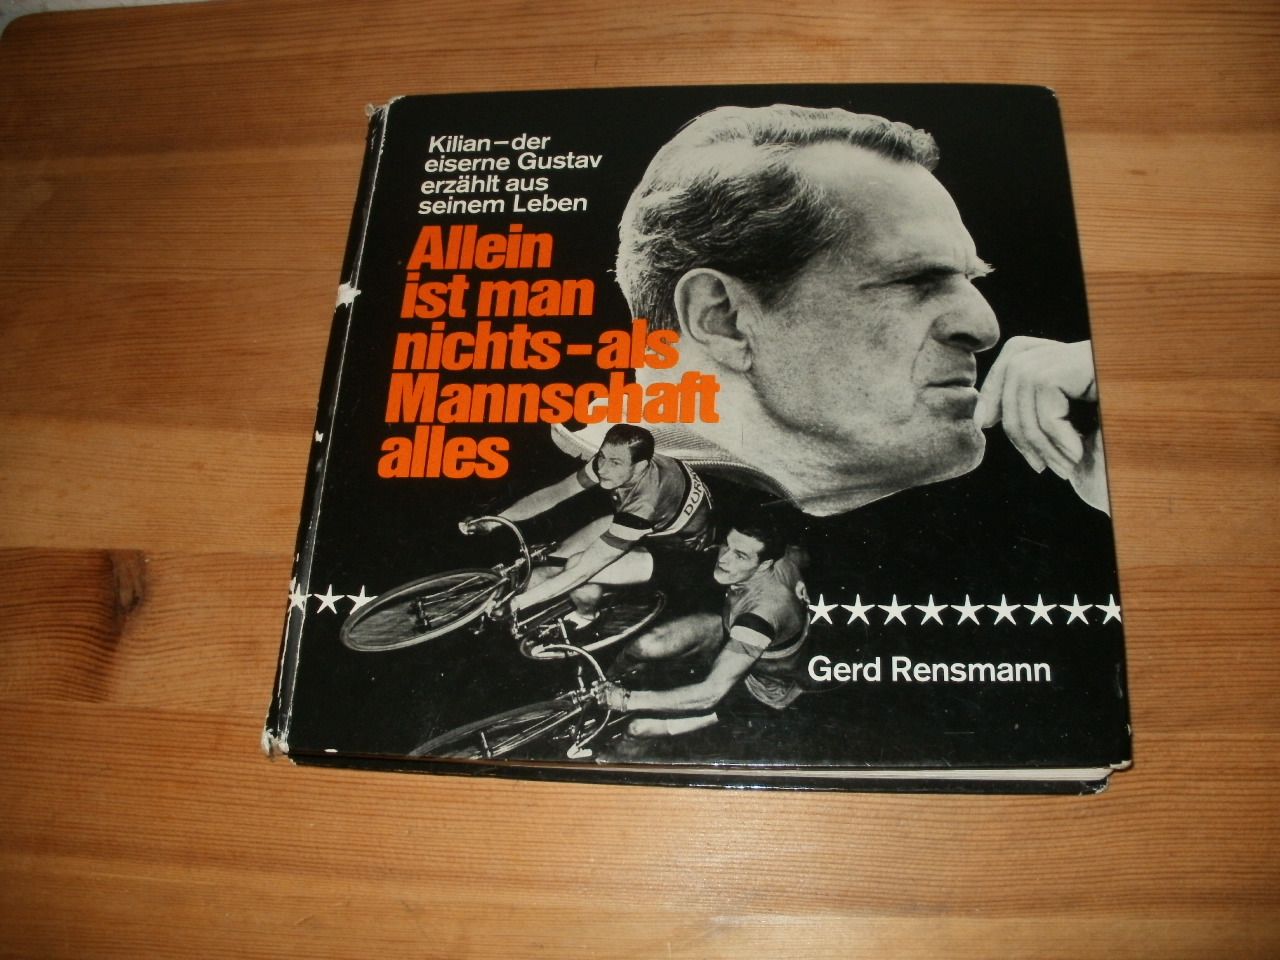 Kilian–der
eiserne Gustav
erzählt aus
seinem Leben
Allein
ist man
nichts–als
Mannschaft
alles
Gerd Rensmann